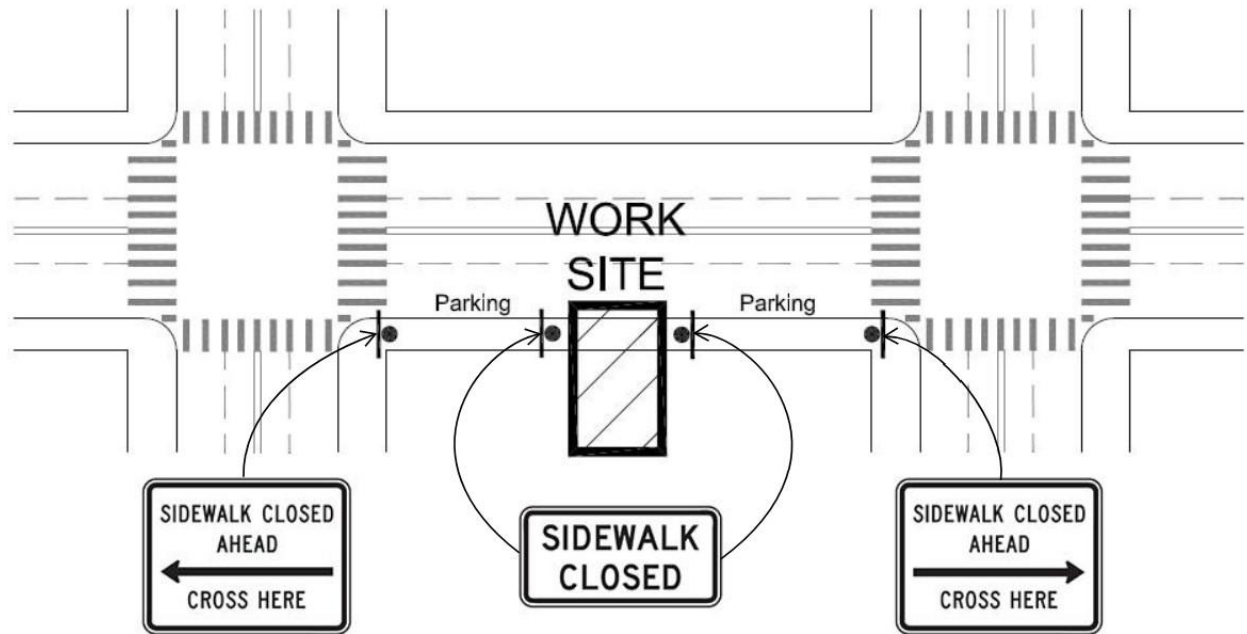 WORK
SITE
Parking
Parking
SIDEWALK CLOSED
AHEAD
CROSS HERE
SIDEWALK
CLOSED
SIDEWALK CLOSED
AHEAD
CROSS HERE